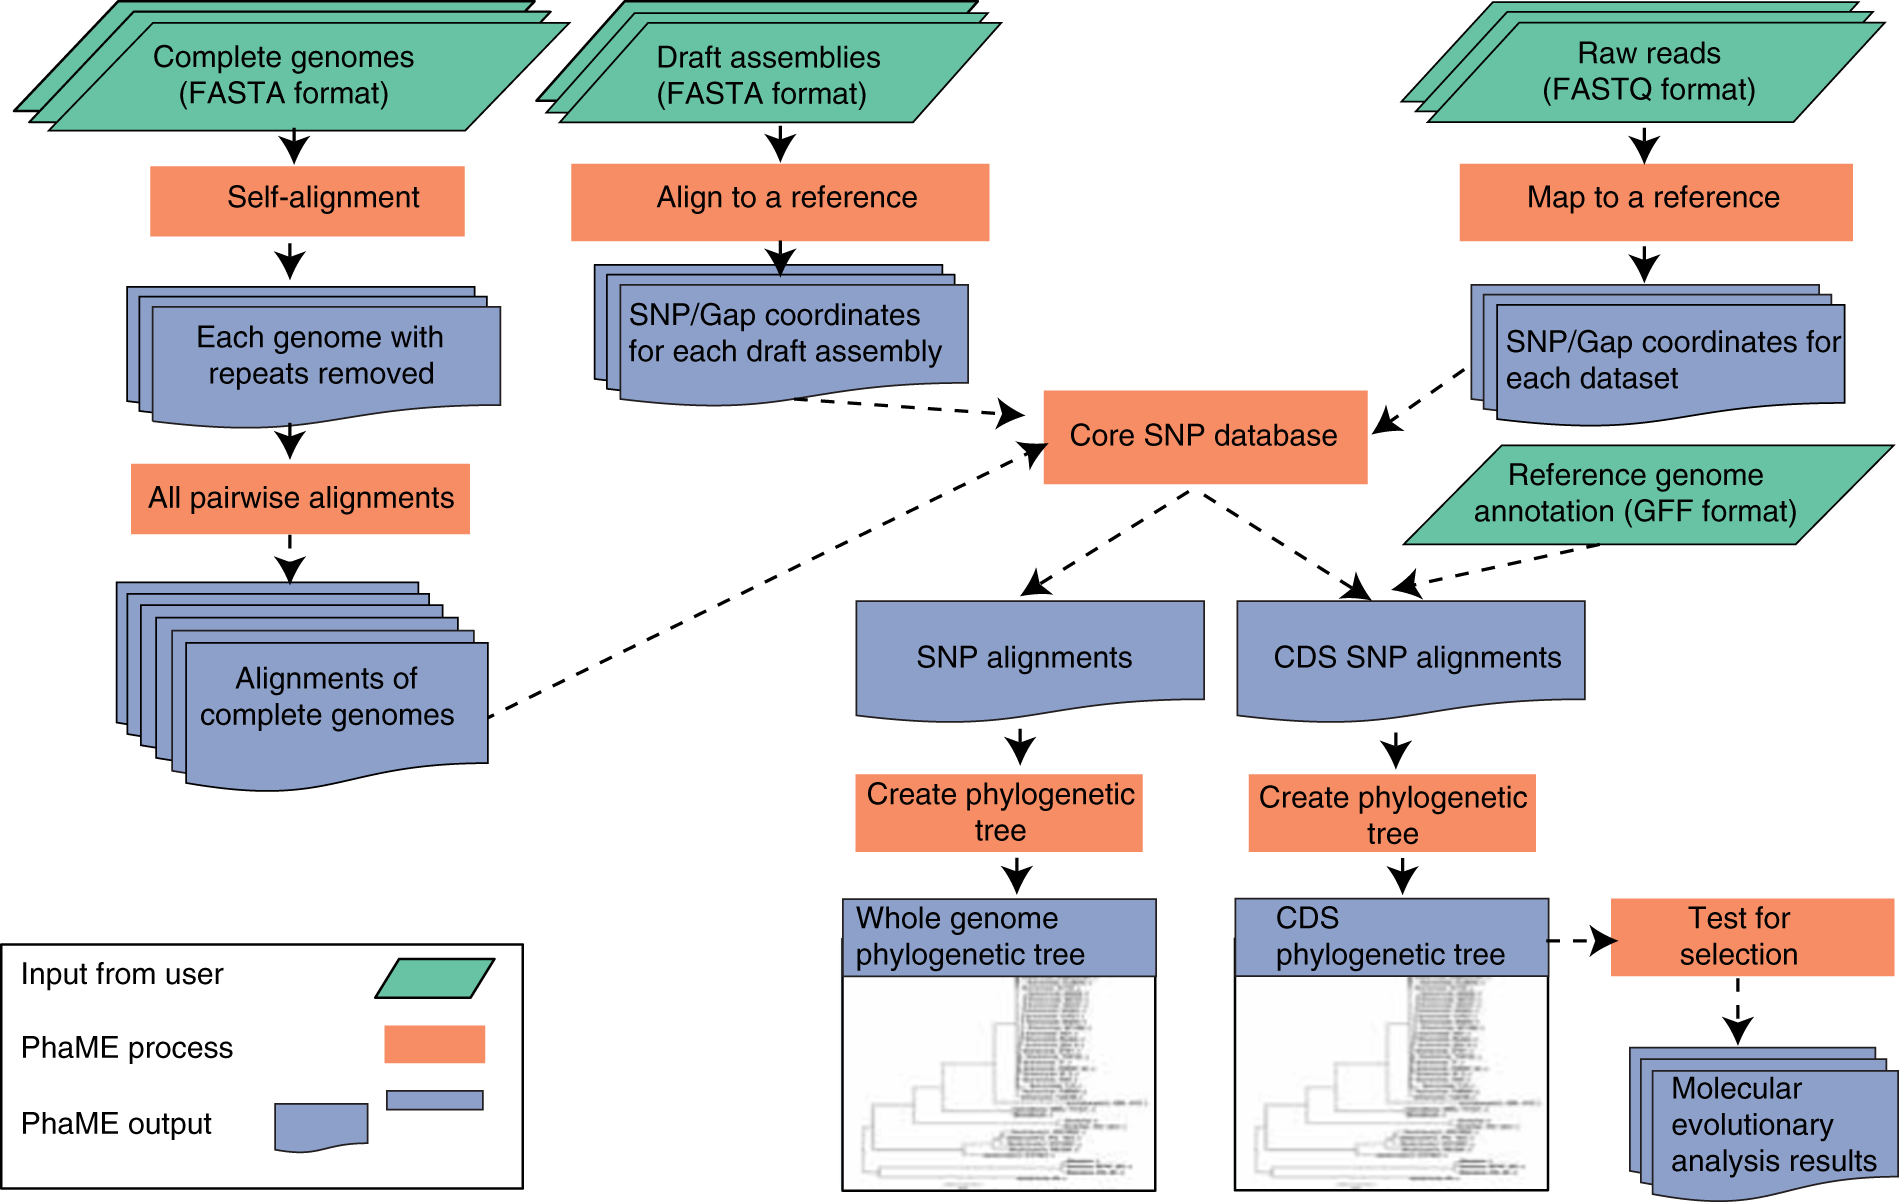 Complete genomes
(FASTA format)
Draft assemblies
(FASTA format)
Raw reads
(FASTQ format)
Self-alignment
Align to a reference
Map to a reference
Each genome with
repeats removed
SNP/Gap coordinates
for each draft assembly
SNP/Gap coordinates for
each dataset
Core SNP database
All pairwise alignments
Reference genome
annotation (GFF format)
Alignments of
complete genomes
SNP alignments
CDS SNP alignments
Create phylogenetic
tree
Create phylogenetic
tree
Whole genome
phylogenetic tree
CDS
phylogenetic tree
Test for
selection
Molecular
evolutionary
analysis results
Input from user
PhaME process
PhaME output